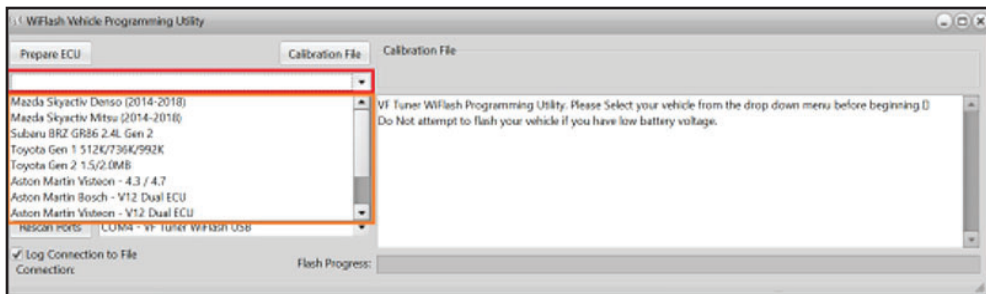 WiFlash Vehicle Programming Utility
Prepare ECU
Calibration File
Calibration File
Mazda Skyactiv Denso (2014-2018)
Mazda Skyactiv Mitsu (2014-2018)
Subaru BRZ GR86 2.4L Gen 2
Toyota Gen 1 512K/736K/992K
Toyota Gen 2 1.5/2.0MB
Aston Martin Visteon - 4.3 / 4.7
Aston Martin Bosch - V12 Dual ECU
Aston Martin Visteon - V12 Dual ECU
VF Tuner WiFlash Programming Utility. Please Select your vehicle from the drop down menu before beginning.
Do Not attempt to flash your vehicle if you have low battery voltage.
Rescan Ports
COM4 - VF Tuner WiFlash USB
Log Connection to File
Connection:
Flash Progress: